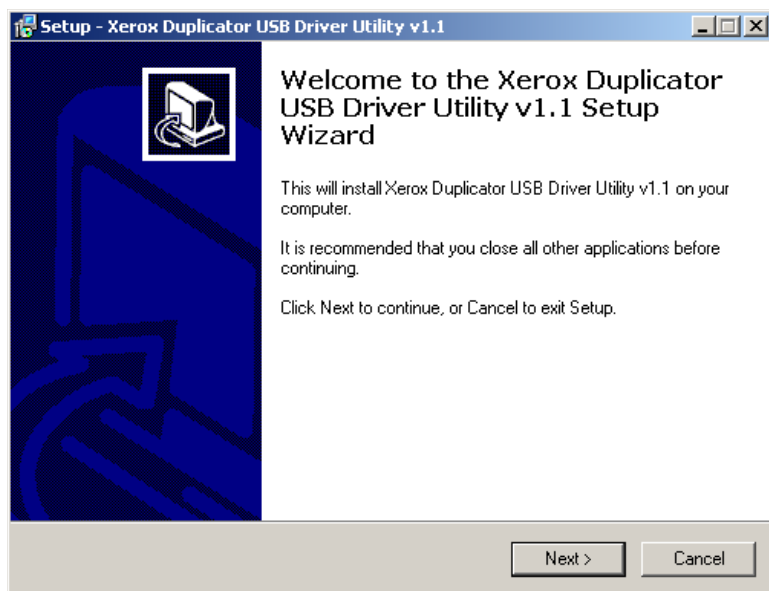 Setup - Xerox Duplicator USB Driver Utility v1.1
Welcome to the Xerox Duplicator
USB Driver Utility v1.1 Setup
Wizard
This will install Xerox Duplicator USB Driver Utility v1.1 on your
computer.
It is recommended that you close all other applications before
continuing.
Click Next to continue, or Cancel to exit Setup.
Next >
Cancel